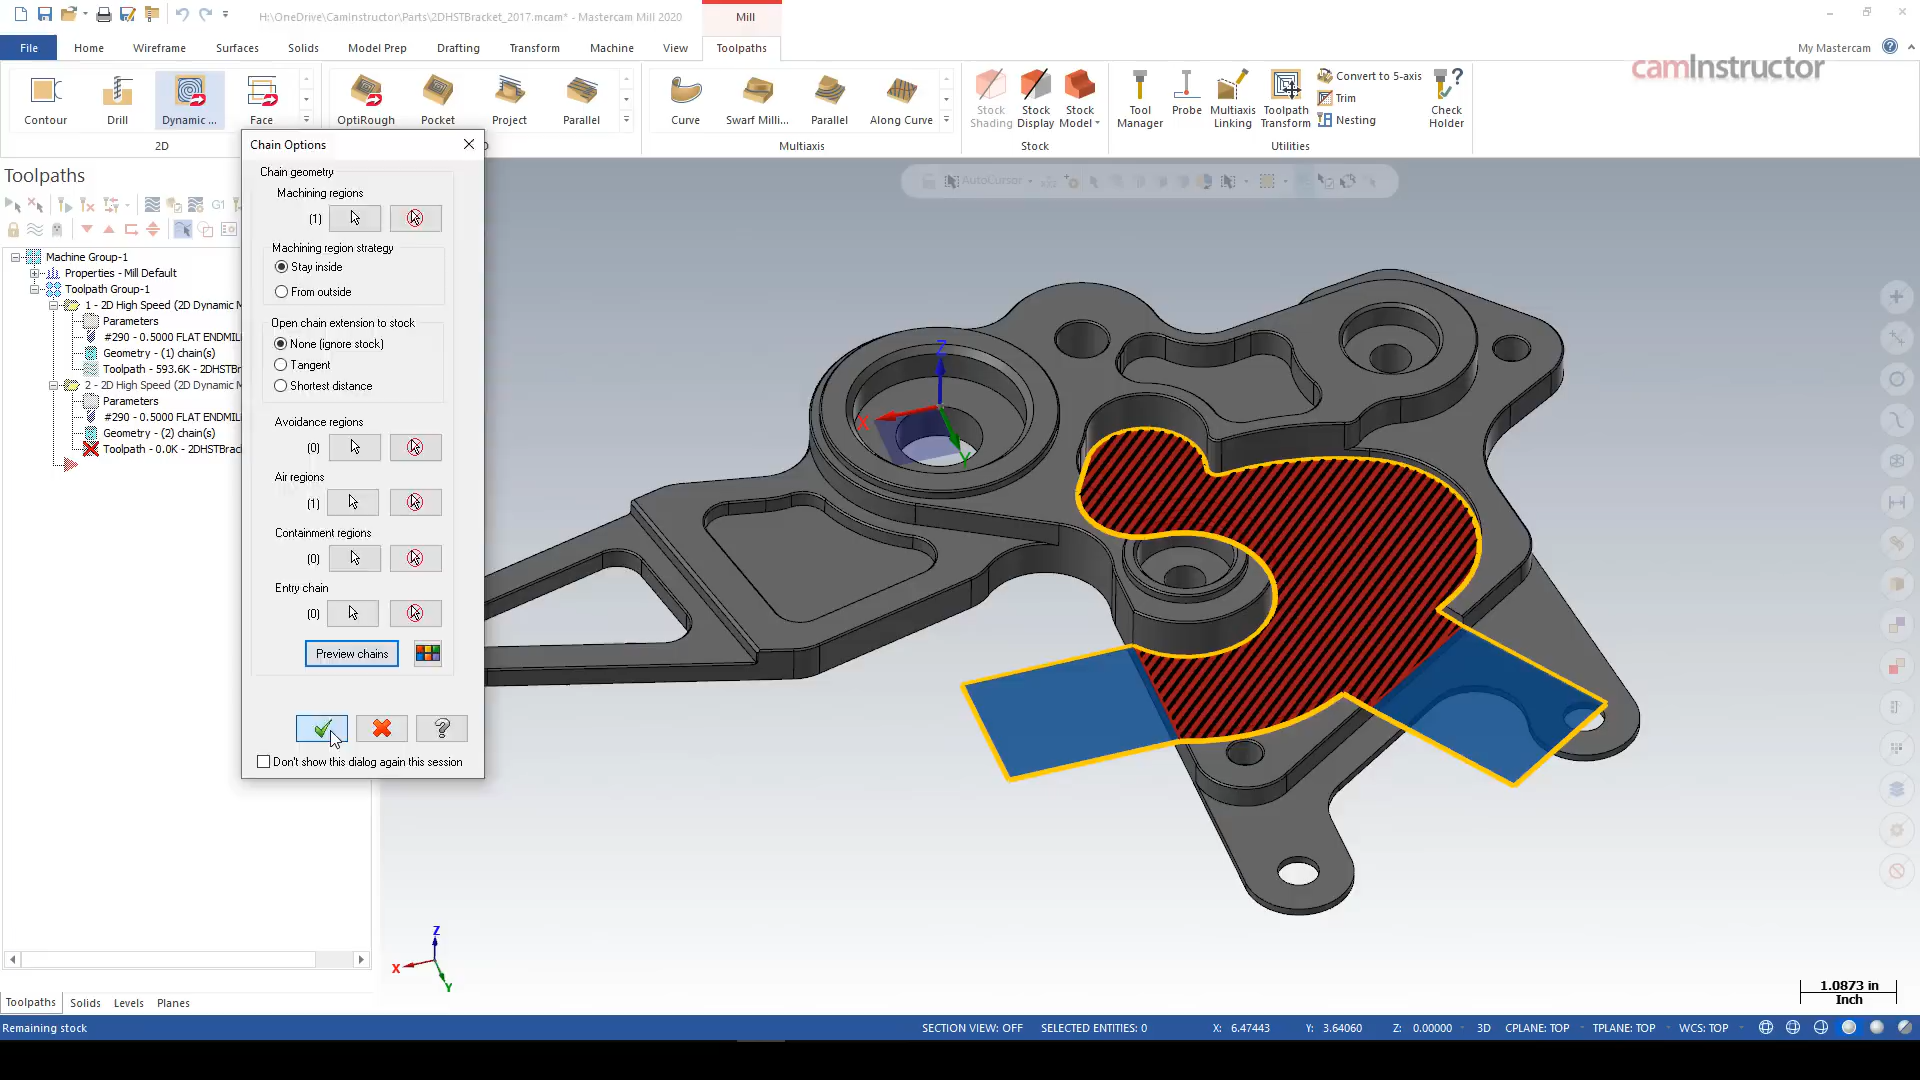 H:\OneDrive\CamInstructor\Parts\2DHSTBracket_2017.mcam* - Mastercam Mill 2020
Mill
File
Home
Wireframe
Surfaces
Solids
Model Prep
Drafting
Transform
Machine
View
Toolpaths
My Mastercam
camInstructor
Contour
Drill
Dynamic ...
Face
OptiRough
Pocket
Project
Parallel
Curve
Swarf Milli...
Parallel
Along Curve
Stock Shading
Stock Display
Stock Model
Tool Manager
Probe
Multiaxis Linking
Toolpath Transform
Convert to 5-axis
Trim
Nesting
Check Holder
2D
D
Multiaxis
Stock
Utilities
AutoCursor
Toolpaths
G1
Machine Group-1
Properties - Mill Default
Toolpath Group-1
1 - 2D High Speed (2D Dynamic M
Parameters
#290 - 0.5000 FLAT ENDMIL
Geometry - (1) chain(s)
Toolpath - 593.6K - 2DHSTBr
2 - 2D High Speed (2D Dynamic M
Parameters
#290 - 0.5000 FLAT ENDMIL
Geometry - (2) chain(s)
Toolpath - 0.0K - 2DHSTBrac
Chain Options
Chain geometry
Machining regions
(1)
Machining region strategy
Stay inside
From outside
Open chain extension to stock
None (ignore stock)
Tangent
Shortest distance
Avoidance regions
(0)
Air regions
(1)
Containment regions
(0)
Entry chain
(0)
Preview chains
?
Don't show this dialog again this session
Z
X
Y
Z
X
Y
1.0873 in
Inch
Toolpaths
Solids
Levels
Planes
Remaining stock
SECTION VIEW: OFF
SELECTED ENTITIES: 0
X: 6.47443
Y: 3.64060
Z: 0.00000
3D
CPLANE: TOP
TPLANE: TOP
WCS: TOP